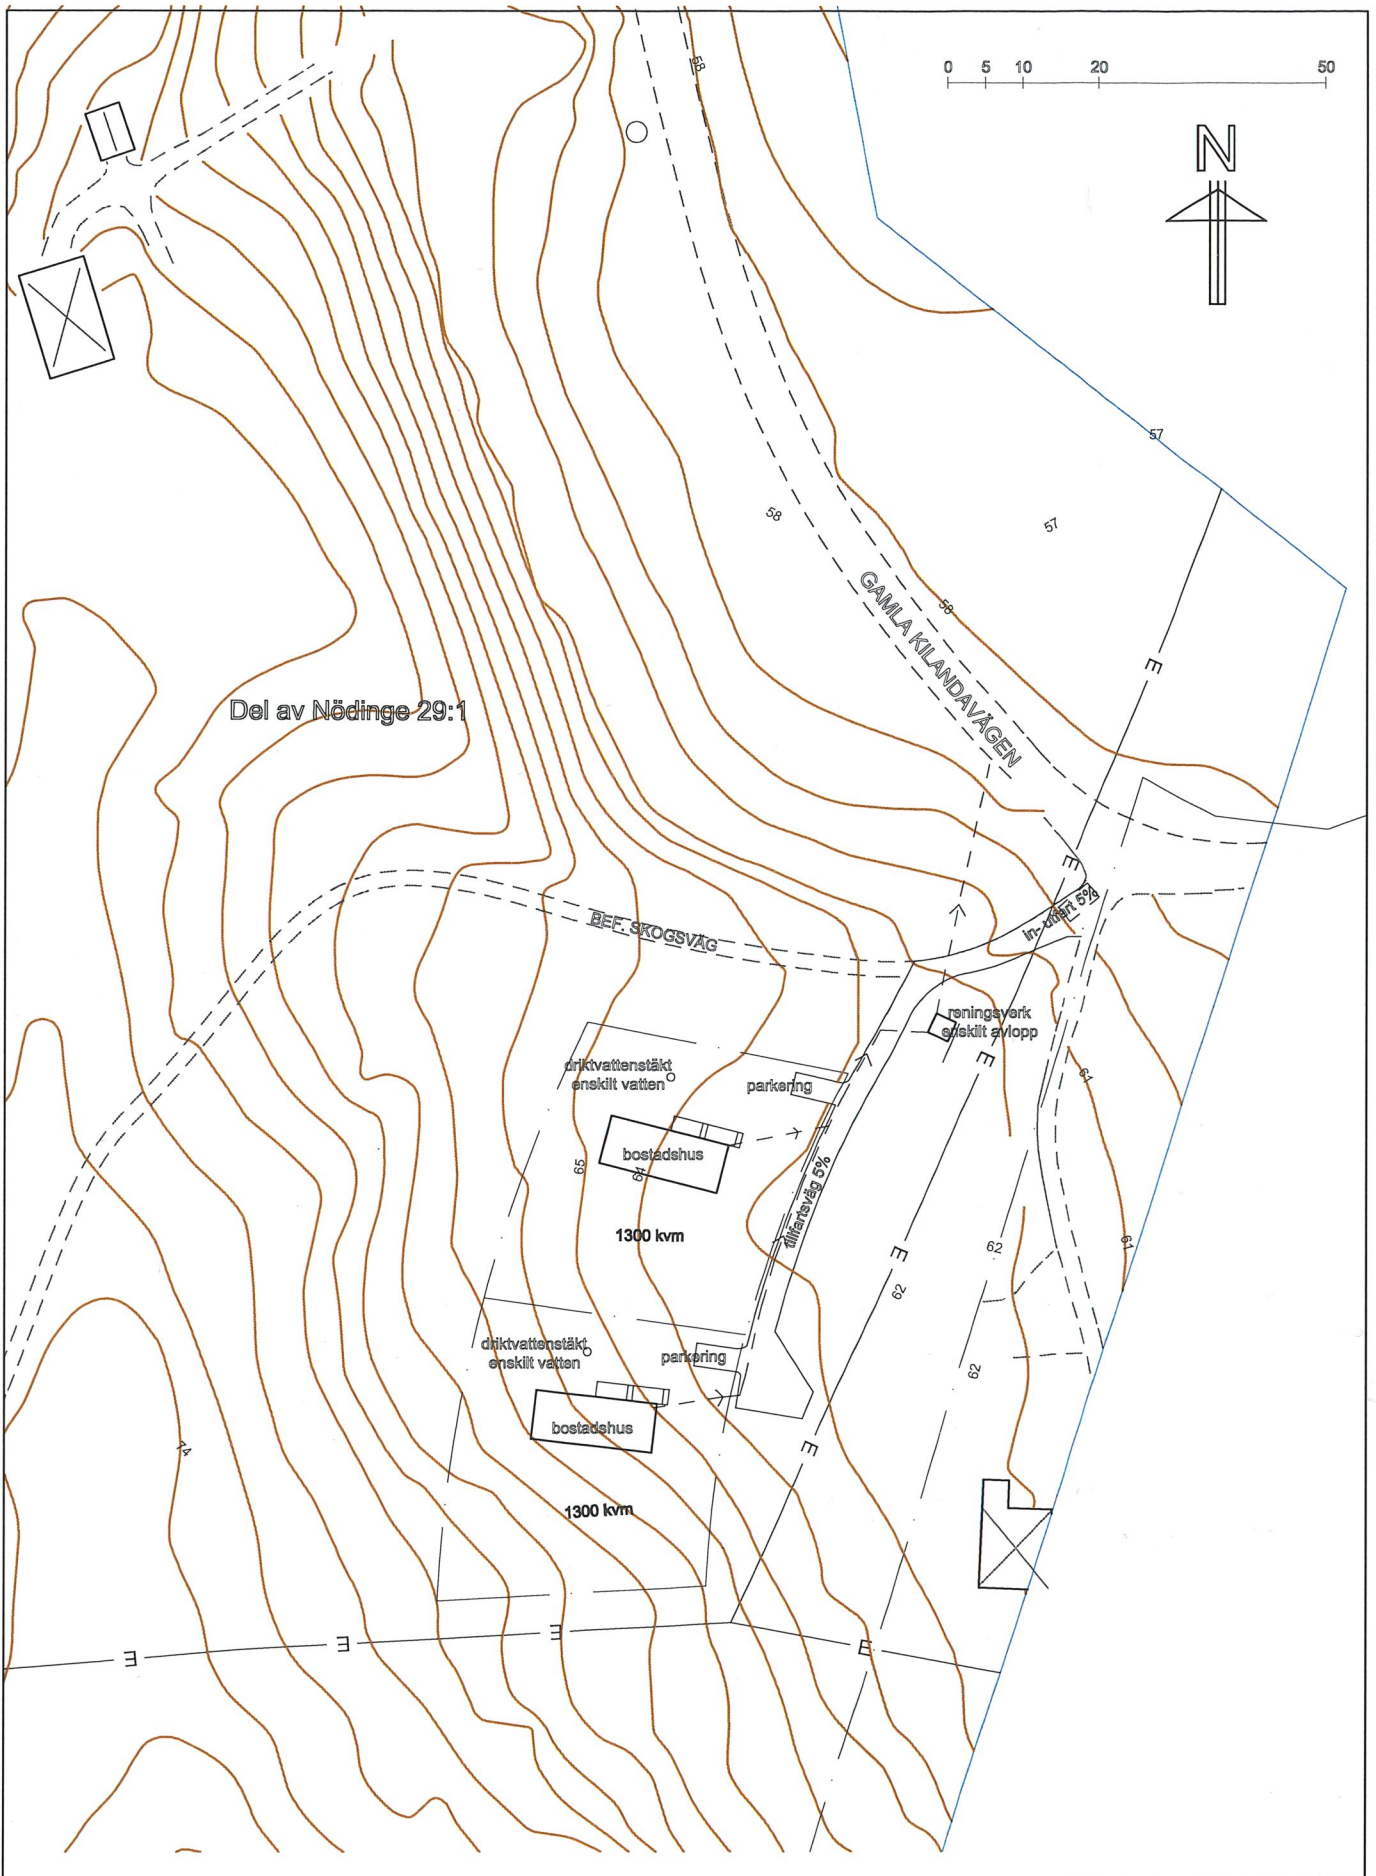 58
0 5 10 20 50
N
57
58
57
58
GAMLA KILANDAVÄGEN
E
Del av Nödinge 29:1
E
in- utfart 5%
BEF. SKOGSVÄG
reningsverk
enskilt avlopp
E
driktvattenstäkt
enskilt vatten
parkering
61
bostadshus
65
64
tillfartsväg 5%
1300 kvm
E
62
61
62
driktvattenstäkt
enskilt vatten
parkering
62
bostadshus
74
E
1300 kvm
E
E
E
E